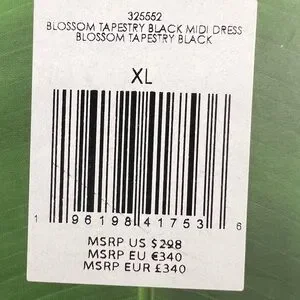 325552
BLOSSOM TAPESTRY BLACK MIDI DRESS
BLOSSOM TAPESTRY BLACK
XL
1 96198 41753 6
MSRP US $298
MSRP EU €340
MSRP EUR £340